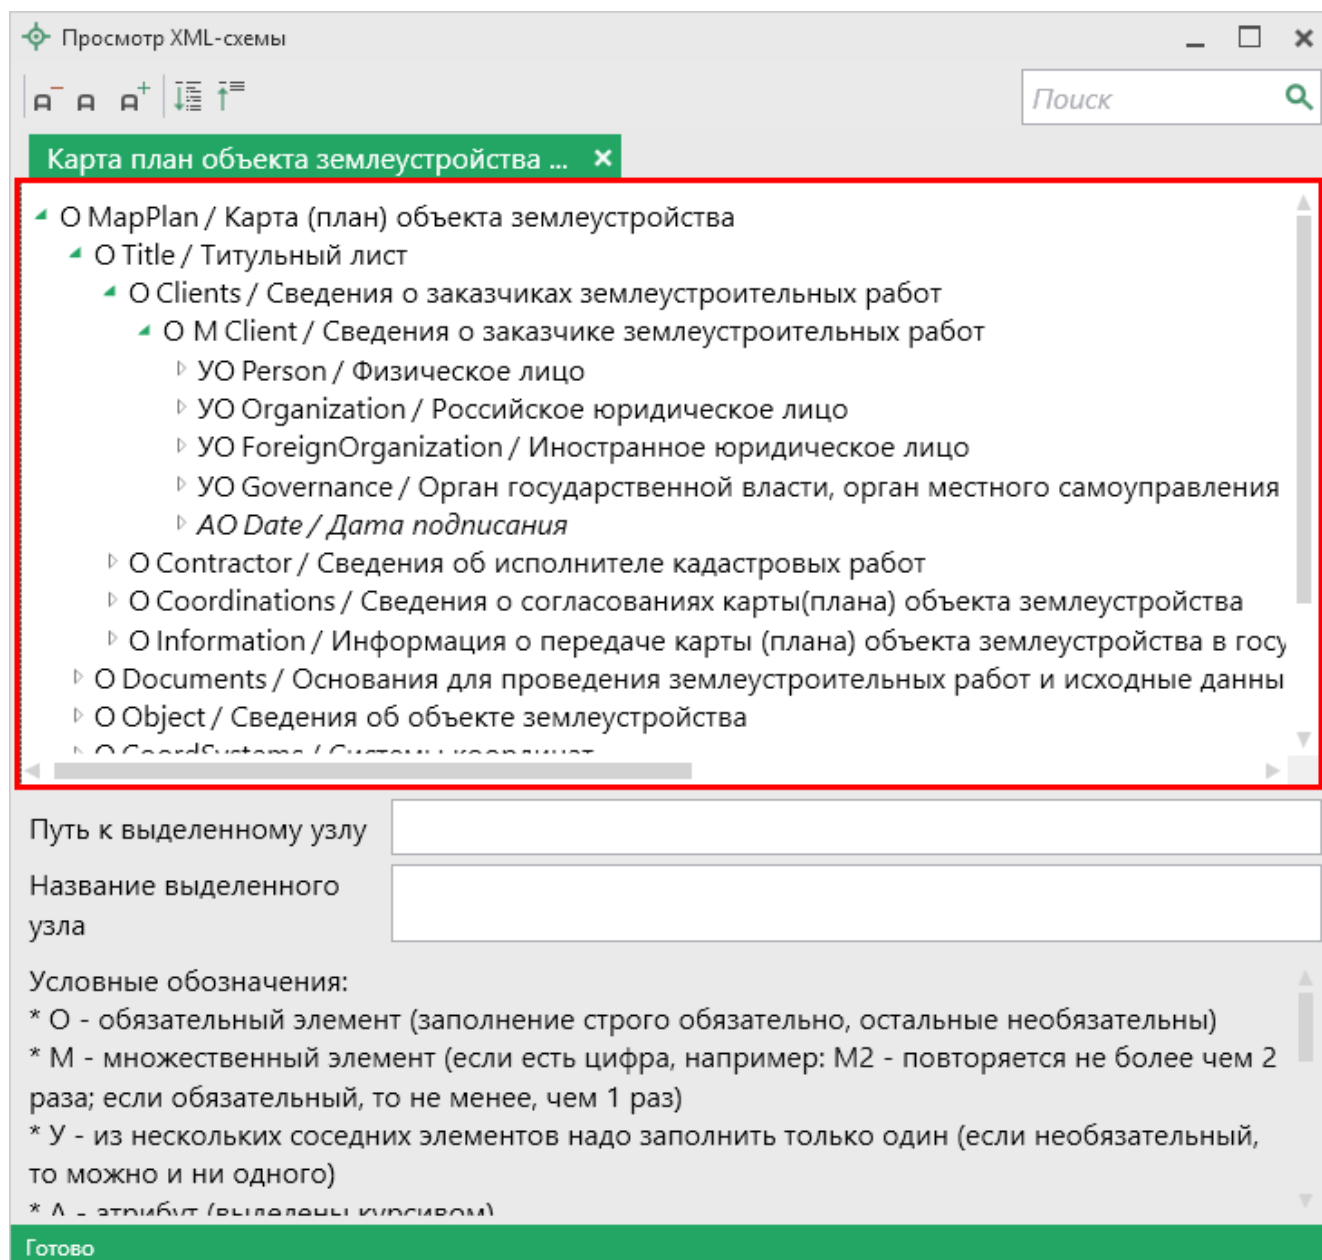 Просмотр XML-схемы
Поиск
Карта план объекта землеустройства ...
О MapPlan / Карта (план) объекта землеустройства
О Title / Титульный лист
О Clients / Сведения о заказчиках землеустроительных работ
О М Client / Сведения о заказчике землеустроительных работ
УО Person / Физическое лицо
УО Organization / Российское юридическое лицо
УО ForeignOrganization / Иностранное юридическое лицо
УО Governance / Орган государственной власти, орган местного самоуправления
АО Date / Дата подписания
О Contractor / Сведения об исполнителе кадастровых работ
О Coordinations / Сведения о согласованиях карты(плана) объекта землеустройства
О Information / Информация о передаче карты (плана) объекта землеустройства в госу
О Documents / Основания для проведения землеустроительных работ и исходные данны
О Object / Сведения об объекте землеустройства
О CoordSystems / Системы координат
Путь к выделенному узлу
Название выделенного
узла
Условные обозначения:
* О - обязательный элемент (заполнение строго обязательно, остальные необязательны)
* М - множественный элемент (если есть цифра, например: М2 - повторяется не более чем 2
раза; если обязательный, то не менее, чем 1 раз)
* У - из нескольких соседних элементов надо заполнить только один (если необязательный,
то можно и ни одного)
* А - атрибут (выделены курсивом)
Готово